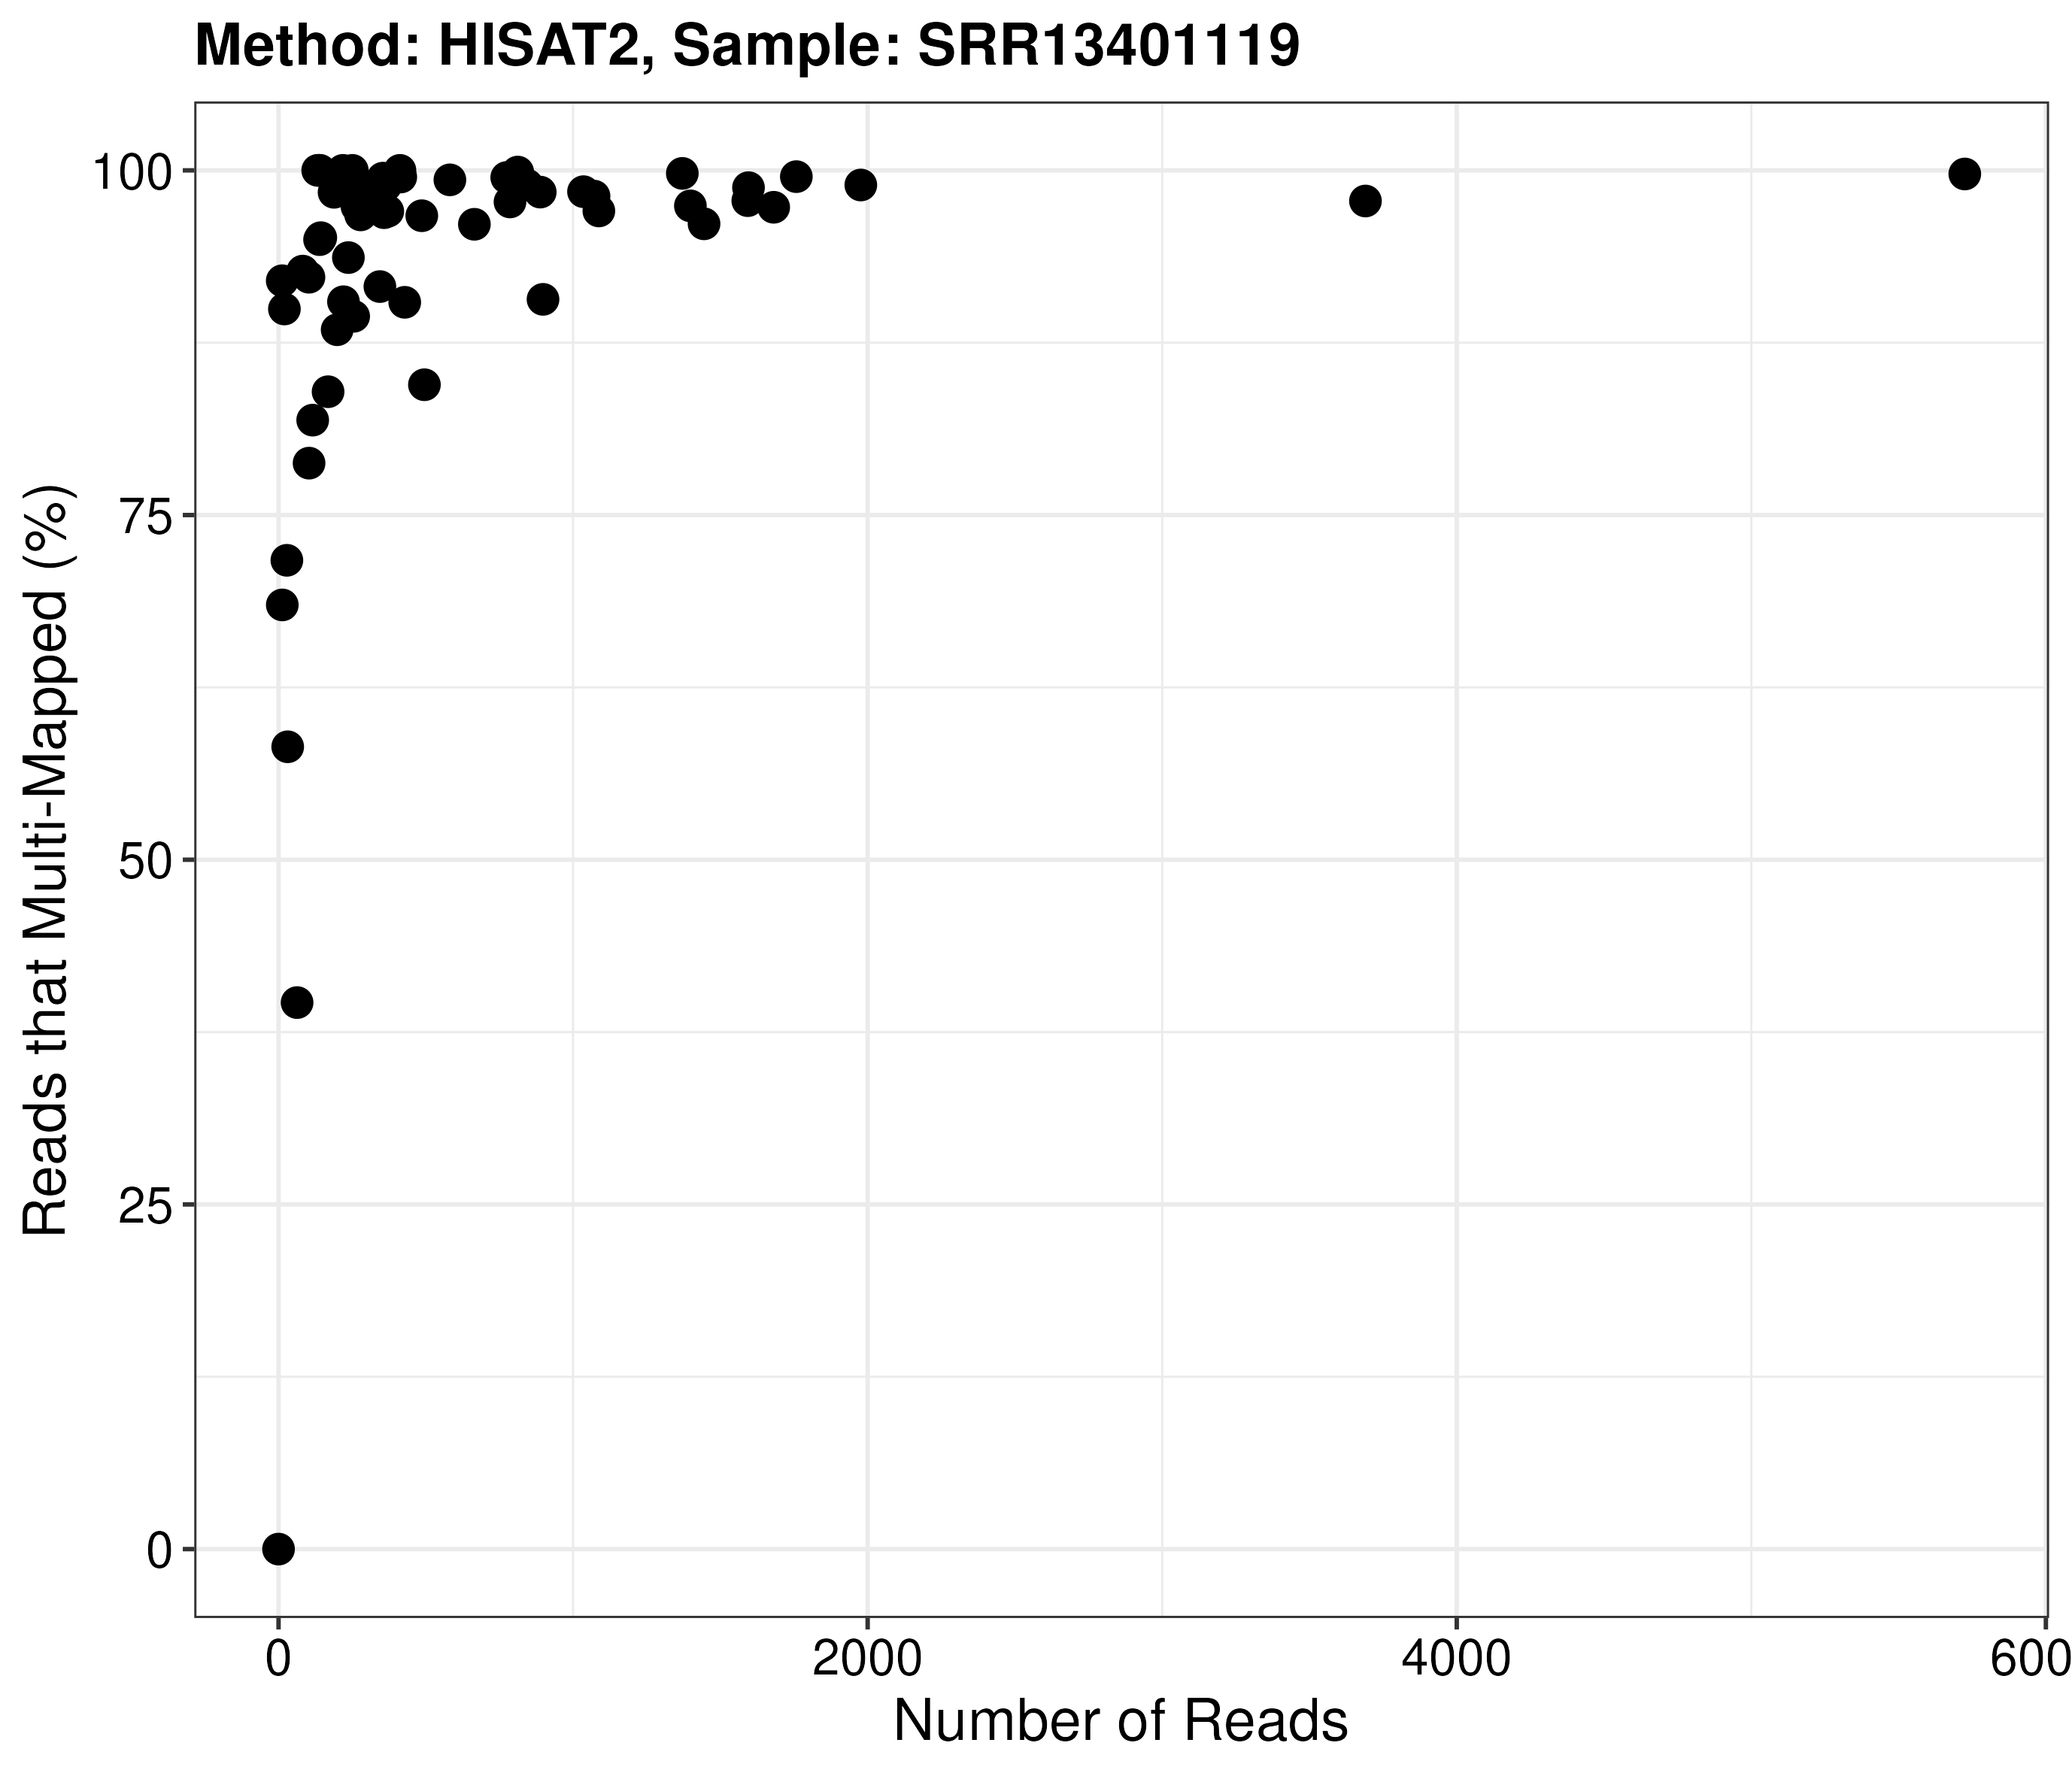 Method: HISAT2, Sample: SRR13401119
Reads that Multi-Mapped (%)
100
75
50
25
0
0 2000 4000 600
Number of Reads